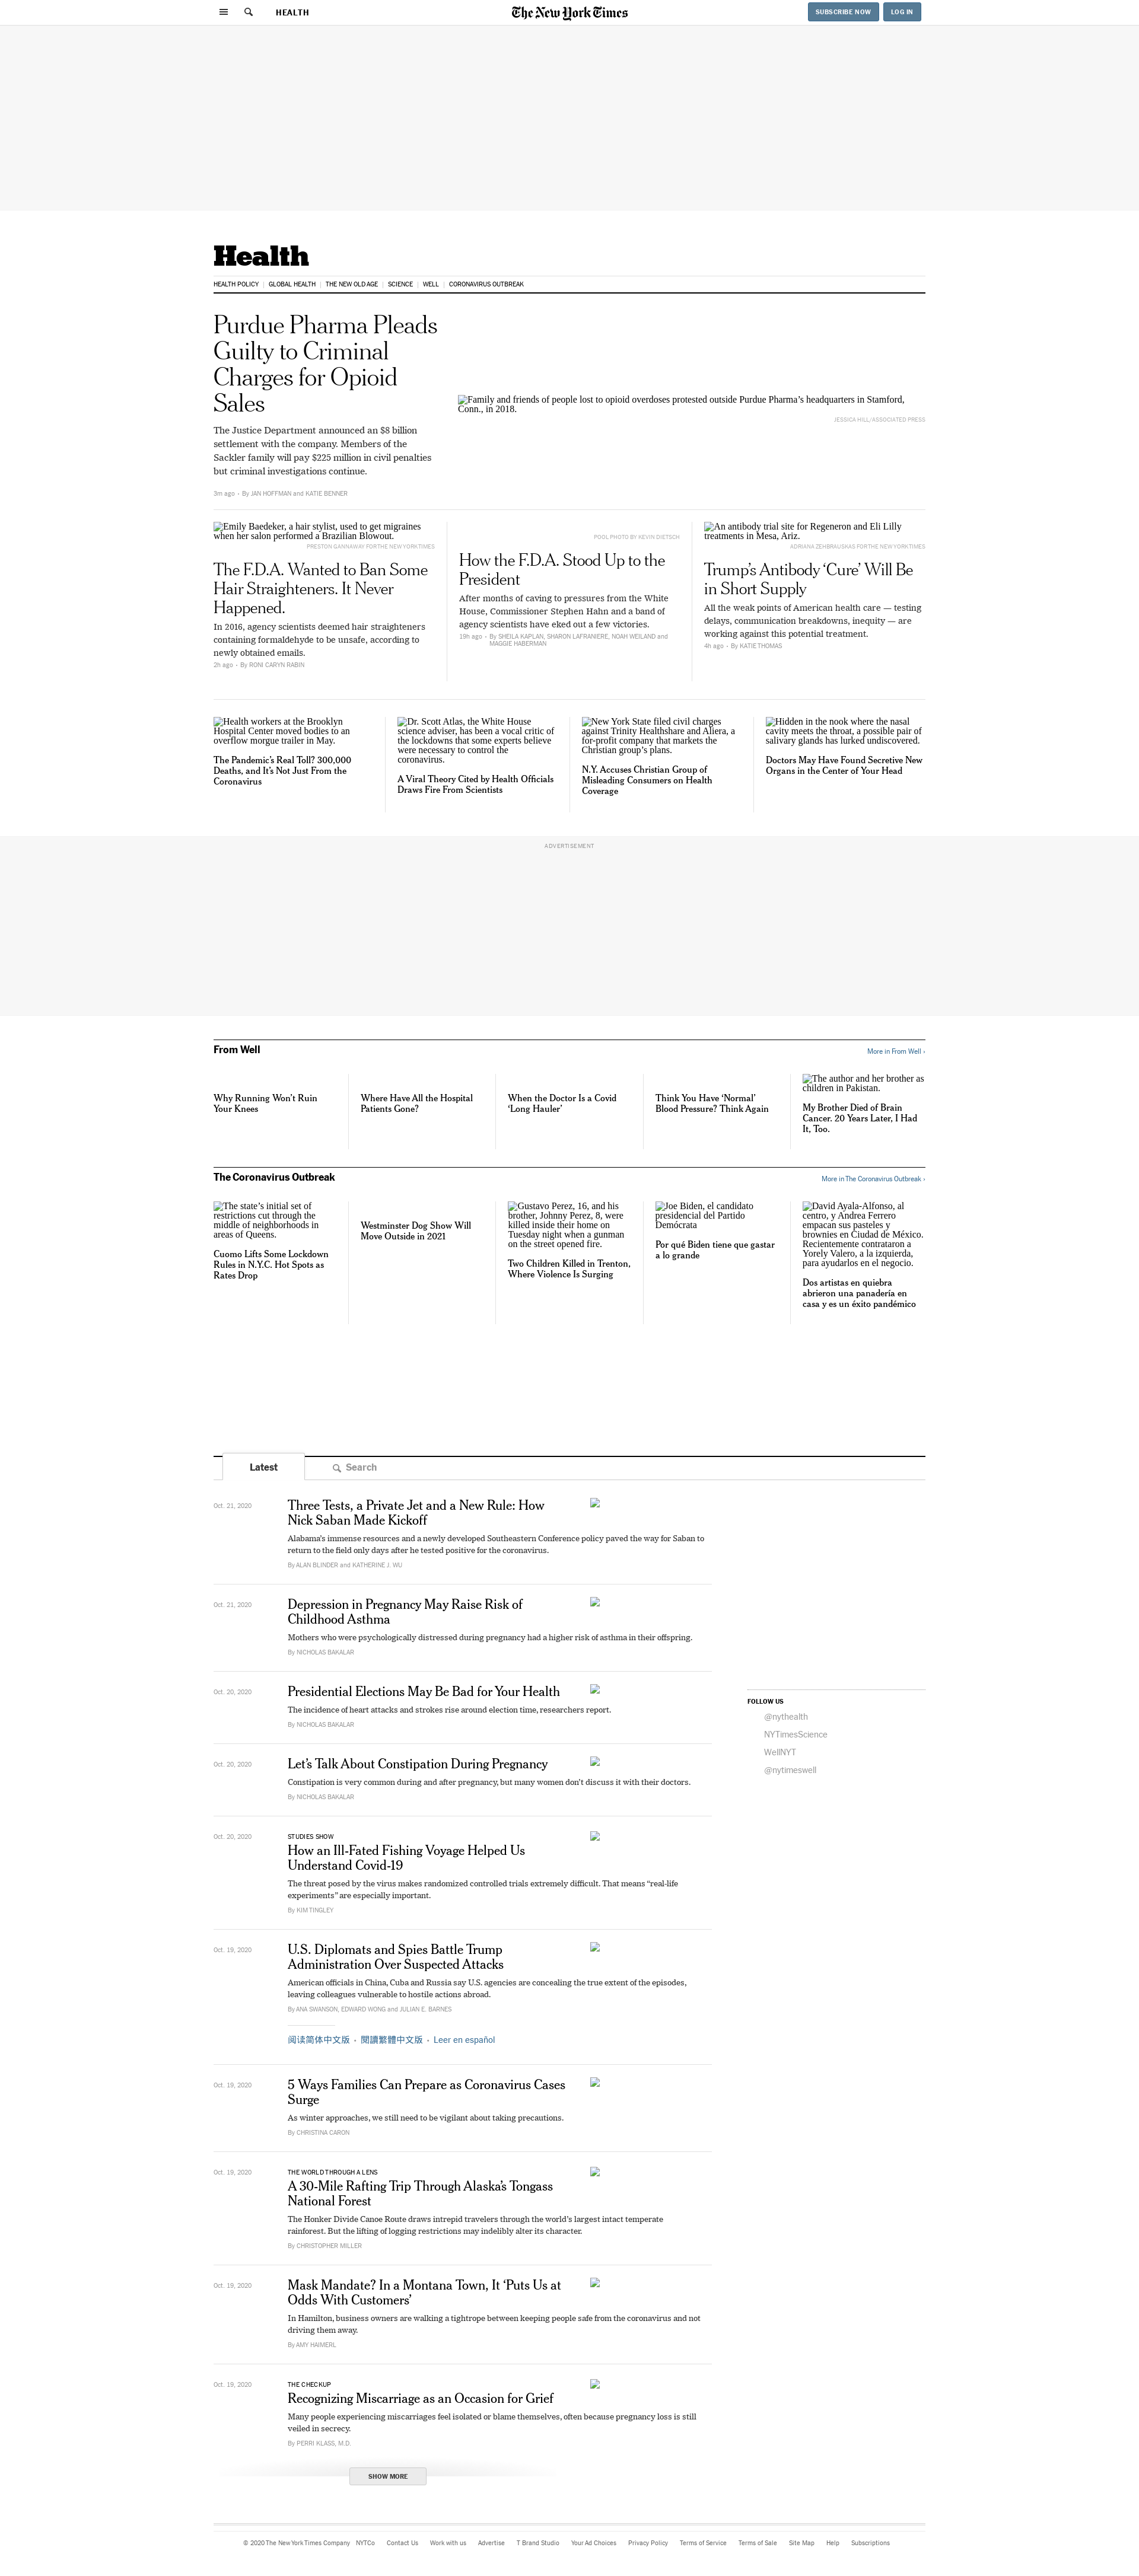 HEALTH
The New York Times
SUBSCRIBE NOW
LOG IN
Health
HEALTH POLICY
GLOBAL HEALTH
THE NEW OLD AGE
SCIENCE
WELL
CORONAVIRUS OUTBREAK
Purdue Pharma Pleads
Guilty to Criminal
Charges for Opioid
Sales
The Justice Department announced an $8 billion
settlement with the company. Members of the
Sackler family will pay $225 million in civil penalties
but criminal investigations continue.
3m ago • By JAN HOFFMAN and KATIE BENNER
Family and friends of people lost to opioid overdoses protested outside Purdue Pharma’s headquarters in Stamford,
Conn., in 2018.
JESSICA HILL/ASSOCIATED PRESS
Emily Baedeker, a hair stylist, used to get migraines
when her salon performed a Brazilian Blowout.
PRESTON GANNAWAY FOR THE NEW YORK TIMES
The F.D.A. Wanted to Ban Some
Hair Straighteners. It Never
Happened.
In 2016, agency scientists deemed hair straighteners
containing formaldehyde to be unsafe, according to
newly obtained emails.
2h ago • By RONI CARYN RABIN
POOL PHOTO BY KEVIN DIETSCH
How the F.D.A. Stood Up to the
President
After months of caving to pressures from the White
House, Commissioner Stephen Hahn and a band of
agency scientists have eked out a few victories.
19h ago • By SHEILA KAPLAN, SHARON LAFRANIERE, NOAH WEILAND and
MAGGIE HABERMAN
An antibody trial site for Regeneron and Eli Lilly
treatments in Mesa, Ariz.
ADRIANA ZEHBRAUSKAS FOR THE NEW YORK TIMES
Trump’s Antibody ‘Cure’ Will Be
in Short Supply
All the weak points of American health care — testing
delays, communication breakdowns, inequity — are
working against this potential treatment.
4h ago • By KATIE THOMAS
Health workers at the Brooklyn
Hospital Center moved bodies to an
overflow morgue trailer in May.
The Pandemic’s Real Toll? 300,000
Deaths, and It’s Not Just From the
Coronavirus
Dr. Scott Atlas, the White House
science adviser, has been a vocal critic of
the lockdowns that some experts believe
were necessary to control the
coronavirus.
A Viral Theory Cited by Health Officials
Draws Fire From Scientists
New York State filed civil charges
against Trinity Healthshare and Aliera, a
for-profit company that markets the
Christian group’s plans.
N.Y. Accuses Christian Group of
Misleading Consumers on Health
Coverage
Hidden in the nook where the nasal
cavity meets the throat, a possible pair of
salivary glands has lurked undiscovered.
Doctors May Have Found Secretive New
Organs in the Center of Your Head
ADVERTISEMENT
From Well
More in From Well ›
Why Running Won’t Ruin
Your Knees
Where Have All the Hospital
Patients Gone?
When the Doctor Is a Covid
‘Long Hauler’
Think You Have ‘Normal’
Blood Pressure? Think Again
The author and her brother as
children in Pakistan.
My Brother Died of Brain
Cancer. 20 Years Later, I Had
It, Too.
The Coronavirus Outbreak
More in The Coronavirus Outbreak ›
The state’s initial set of
restrictions cut through the
middle of neighborhoods in
areas of Queens.
Cuomo Lifts Some Lockdown
Rules in N.Y.C. Hot Spots as
Rates Drop
Westminster Dog Show Will
Move Outside in 2021
Gustavo Perez, 16, and his
brother, Johnny Perez, 8, were
killed inside their home on
Tuesday night when a gunman
on the street opened fire.
Two Children Killed in Trenton,
Where Violence Is Surging
Joe Biden, el candidato
presidencial del Partido
Demócrata
Por qué Biden tiene que gastar
a lo grande
David Ayala-Alfonso, al
centro, y Andrea Ferrero
empacan sus pasteles y
brownies en Ciudad de México.
Recientemente contrataron a
Yorely Valero, a la izquierda,
para ayudarlos en el negocio.
Dos artistas en quiebra
abrieron una panadería en
casa y es un éxito pandémico
Latest
Search
Oct. 21, 2020
Three Tests, a Private Jet and a New Rule: How
Nick Saban Made Kickoff
Alabama’s immense resources and a newly developed Southeastern Conference policy paved the way for Saban to
return to the field only days after he tested positive for the coronavirus.
By ALAN BLINDER and KATHERINE J. WU
Oct. 21, 2020
Depression in Pregnancy May Raise Risk of
Childhood Asthma
Mothers who were psychologically distressed during pregnancy had a higher risk of asthma in their offspring.
By NICHOLAS BAKALAR
Oct. 20, 2020
Presidential Elections May Be Bad for Your Health
The incidence of heart attacks and strokes rise around election time, researchers report.
By NICHOLAS BAKALAR
FOLLOW US
@nythealth
NYTimesScience
WellNYT
@nytimeswell
Oct. 20, 2020
Let’s Talk About Constipation During Pregnancy
Constipation is very common during and after pregnancy, but many women don’t discuss it with their doctors.
By NICHOLAS BAKALAR
Oct. 20, 2020
STUDIES SHOW
How an Ill-Fated Fishing Voyage Helped Us
Understand Covid-19
The threat posed by the virus makes randomized controlled trials extremely difficult. That means “real-life
experiments” are especially important.
By KIM TINGLEY
Oct. 19, 2020
U.S. Diplomats and Spies Battle Trump
Administration Over Suspected Attacks
American officials in China, Cuba and Russia say U.S. agencies are concealing the true extent of the episodes,
leaving colleagues vulnerable to hostile actions abroad.
By ANA SWANSON, EDWARD WONG and JULIAN E. BARNES
阅读简体中文版 • 閱讀繁體中文版 • Leer en español
Oct. 19, 2020
5 Ways Families Can Prepare as Coronavirus Cases
Surge
As winter approaches, we still need to be vigilant about taking precautions.
By CHRISTINA CARON
Oct. 19, 2020
THE WORLD THROUGH A LENS
A 30-Mile Rafting Trip Through Alaska’s Tongass
National Forest
The Honker Divide Canoe Route draws intrepid travelers through the world’s largest intact temperate
rainforest. But the lifting of logging restrictions may indelibly alter its character.
By CHRISTOPHER MILLER
Oct. 19, 2020
Mask Mandate? In a Montana Town, It ‘Puts Us at
Odds With Customers’
In Hamilton, business owners are walking a tightrope between keeping people safe from the coronavirus and not
driving them away.
By AMY HAIMERL
Oct. 19, 2020
THE CHECKUP
Recognizing Miscarriage as an Occasion for Grief
Many people experiencing miscarriages feel isolated or blame themselves, often because pregnancy loss is still
veiled in secrecy.
By PERRI KLASS, M.D.
SHOW MORE
© 2020 The New York Times Company NYTCo Contact Us Work with us Advertise T Brand Studio Your Ad Choices Privacy Policy Terms of Service Terms of Sale Site Map Help Subscriptions